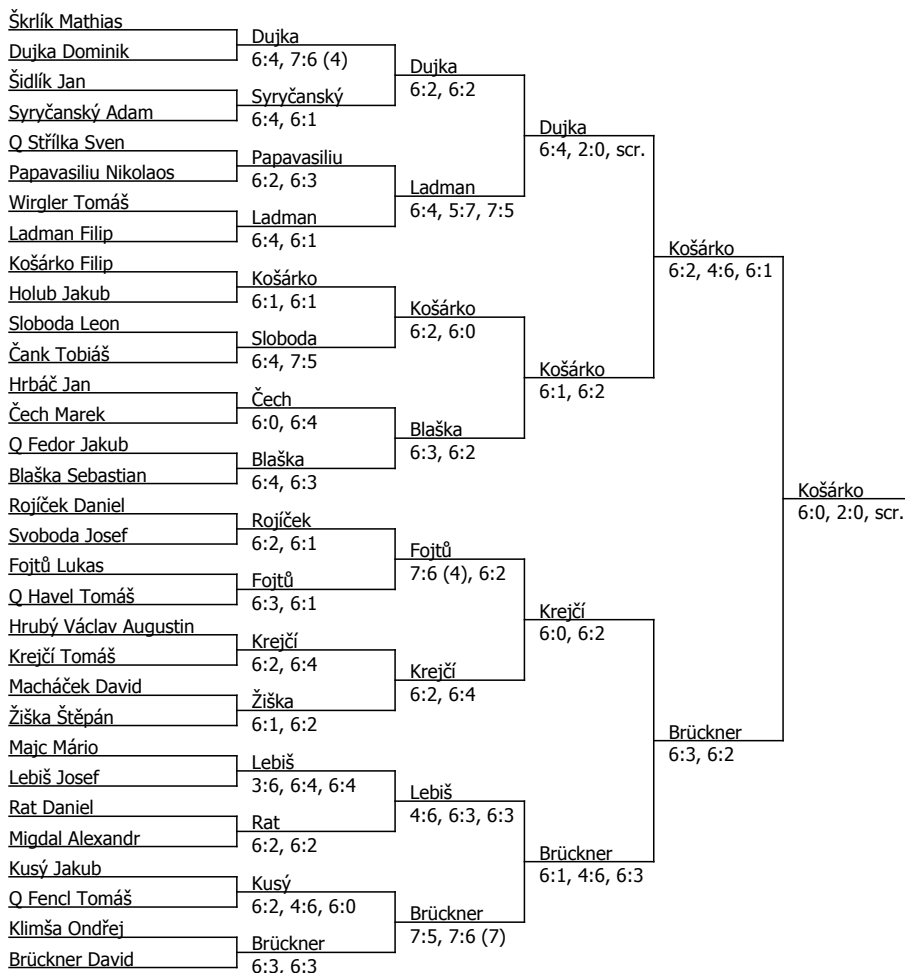 Škrlík Mathias
Dujka Dominik
Šidlík Jan
Syryčanský Adam
Q Střílka Sven
Papavasiliu Nikolaos
Wirgler Tomáš
Ladman Filip
Košárko Filip
Holub Jakub
Sloboda Leon
Čank Tobiáš
Hrbáč Jan
Čech Marek
Q Fedor Jakub
Blaška Sebastian
Rojíček Daniel
Svoboda Josef
Fojtů Lukas
Q Havel Tomáš
Hrubý Václav Augustin
Krejčí Tomáš
Macháček David
Žiška Štěpán
Majc Mário
Lebiš Josef
Rat Daniel
Migdal Alexandr
Kusý Jakub
Q Fencl Tomáš
Klimša Ondřej
Brückner David
Dujka
6:4, 7:6 (4)
Syryčanský
6:4, 6:1
Papavasiliu
6:2, 6:3
Ladman
6:4, 6:1
Košárko
6:1, 6:1
Sloboda
6:4, 7:5
Čech
6:0, 6:4
Blaška
6:4, 6:3
Rojíček
6:2, 6:1
Fojtů
6:3, 6:1
Krejčí
6:2, 6:4
Žiška
6:1, 6:2
Lebiš
3:6, 6:4, 6:4
Rat
6:2, 6:2
Kusý
6:2, 4:6, 6:0
Brückner
6:3, 6:3
Dujka
6:2, 6:2
Ladman
6:4, 5:7, 7:5
Košárko
6:2, 6:0
Blaška
6:3, 6:2
Fojtů
7:6 (4), 6:2
Krejčí
6:2, 6:4
Lebiš
4:6, 6:3, 6:3
Brückner
7:5, 7:6 (7)
Dujka
6:4, 2:0, scr.
Košárko
6:1, 6:2
Krejčí
6:0, 6:2
Brückner
6:1, 4:6, 6:3
Košárko
6:2, 4:6, 6:1
Brückner
6:3, 6:2
Košárko
6:0, 2:0, scr.